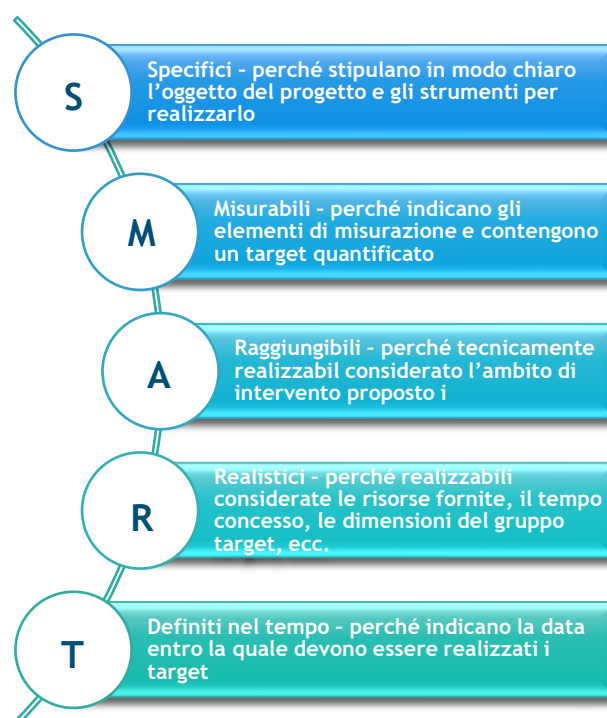 S
Specifici – perché stipulano in modo chiaro
l'oggetto del progetto e gli strumenti per
realizzarlo
M
Misurabili – perché indicano gli
elementi di misurazione e contengono
un target quantificato
A
Raggiungibili – perché tecnicamente
realizzabil considerato l'ambito di
intervento proposto i
R
Realistici – perché realizzabili
considerate le risorse fornite, il tempo
concesso, le dimensioni del gruppo
target, ecc.
T
Definiti nel tempo – perché indicano la data
entro la quale devono essere realizzati i
target